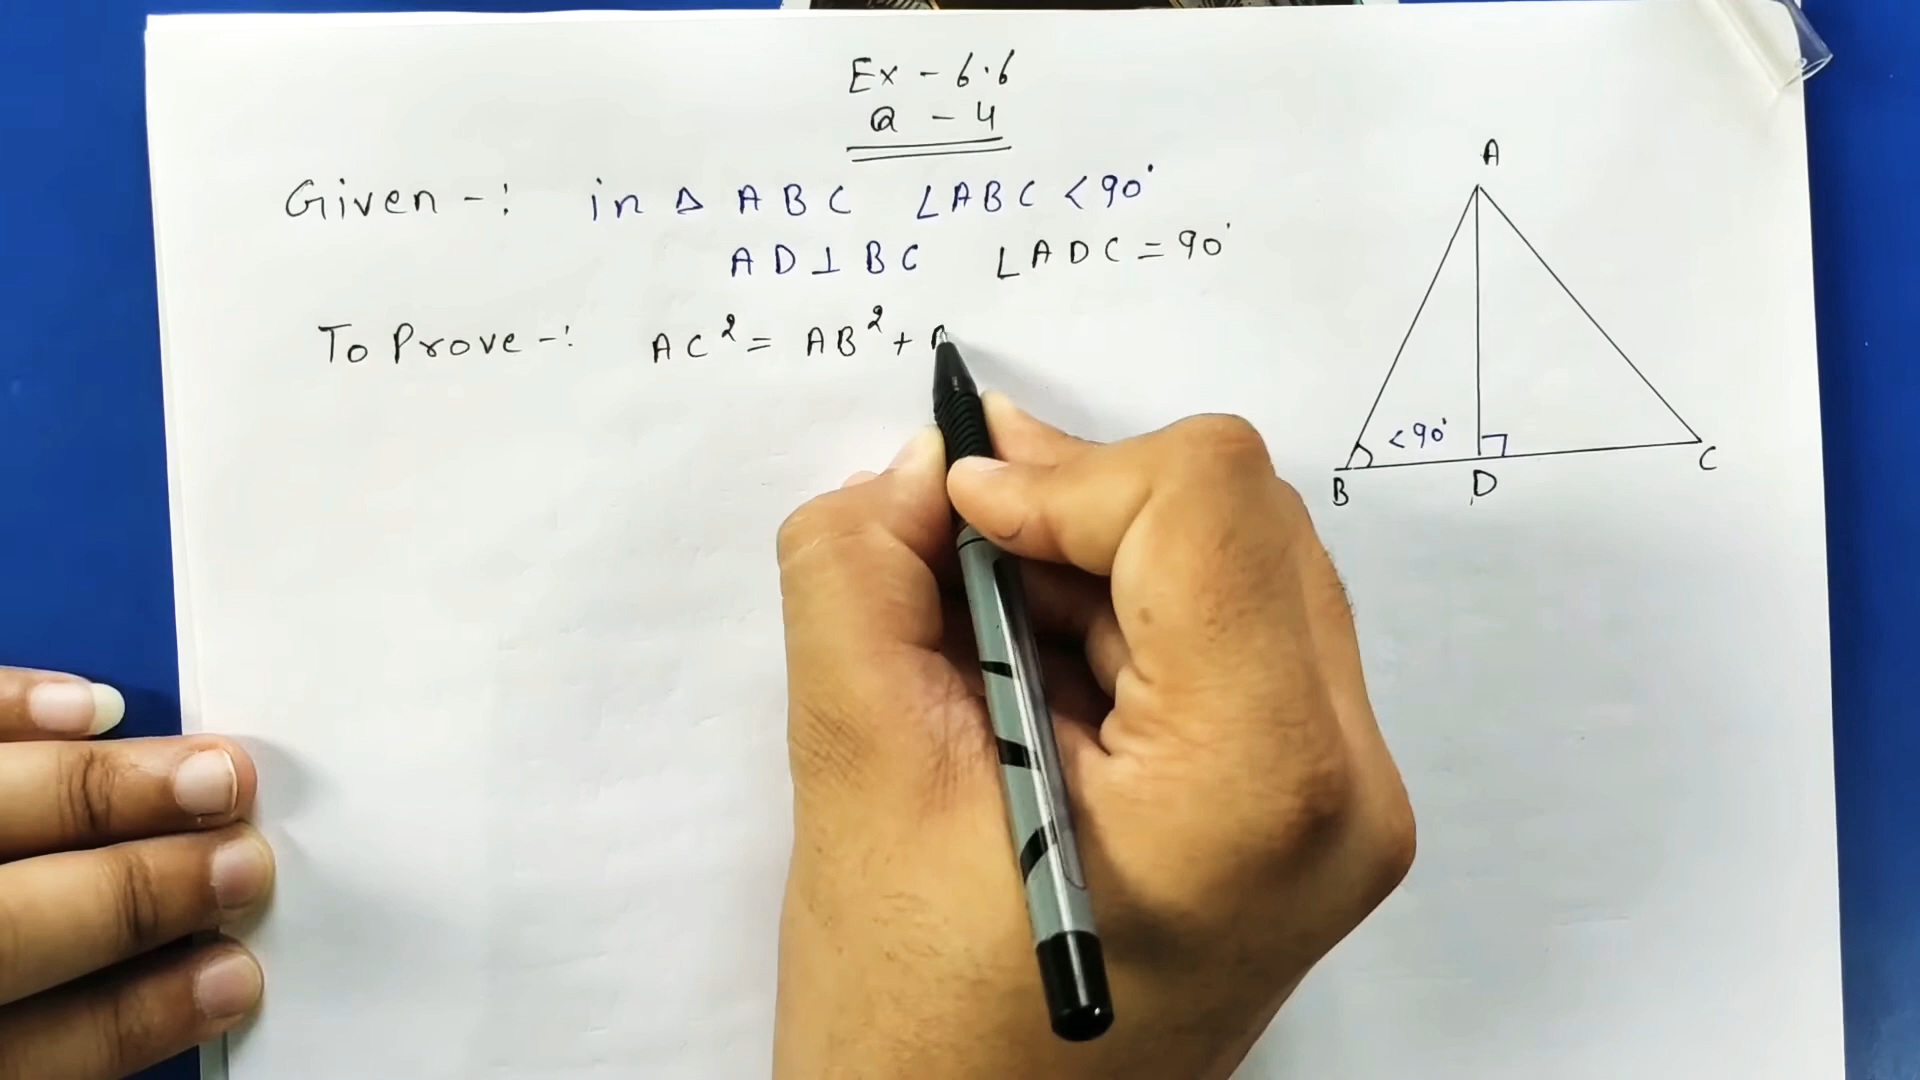 Ex - 6.6
Q - 4
Given -: in Δ ABC ∠ABC < 90°
AD ⊥ BC ∠ADC = 90°
To Prove -: AC² = AB² +
A
< 90°
B D C